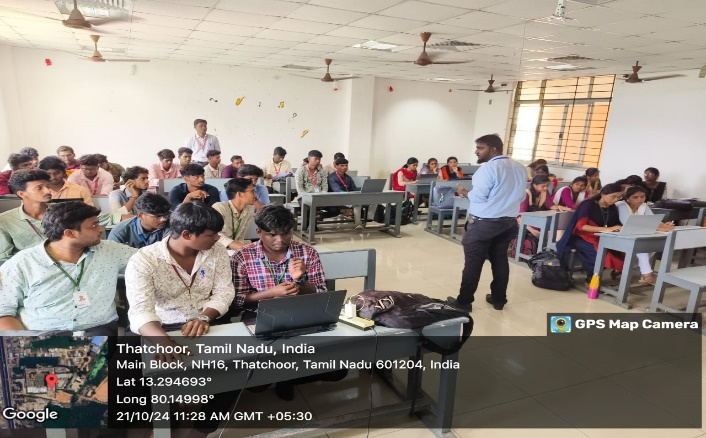 GPS Map Camera
Thatchoor, Tamil Nadu, India
Main Block, NH16, Thatchoor, Tamil Nadu 601204, India
Lat 13.294693°
Long 80.14998°
21/10/24 11:28 AM GMT +05:30
Google